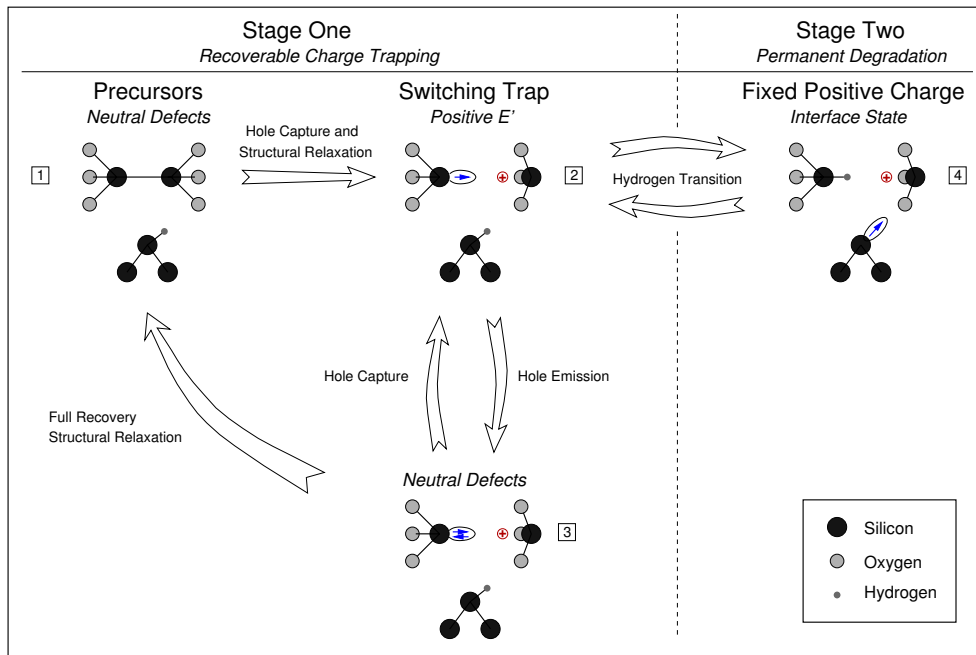 Stage One
Recoverable Charge Trapping
Stage Two
Permanent Degradation
Precursors
Neutral Defects
Hole Capture and
Structural Relaxation
Switching Trap
Positive E'
Fixed Positive Charge
Interface State
1
2
Hydrogen Transition
4
Hole Capture
Hole Emission
Full Recovery
Structural Relaxation
Neutral Defects
3
Silicon
Oxygen
Hydrogen